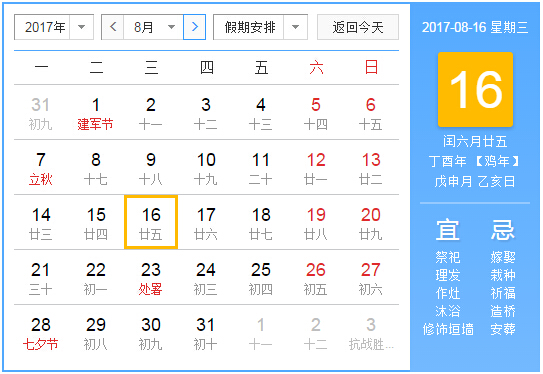 2017年 8月 假期安排 返回今天
一 二 三 四 五 六 日
31 1 2 3 4 5 6
初九 建军节 十一 十二 十三 十四 十五
7 8 9 10 11 12 13
立秋 十七 十八 十九 二十 廿一 廿二
14 15 16 17 18 19 20
廿三 廿四 廿五 廿六 廿七 廿八 廿九
21 22 23 24 25 26 27
三十 初一 处暑 初三 初四 初五 初六
28 29 30 31 1 2 3
七夕节 初八 初九 初十 十一 十二 抗战胜...
2017-08-16 星期三
16
闰六月廿五
丁酉年 【鸡年】
戊申月 乙亥日
宜 忌
祭祀 嫁娶
理发 栽种
作灶 祈福
沐浴 造桥
修饰垣墙 安葬